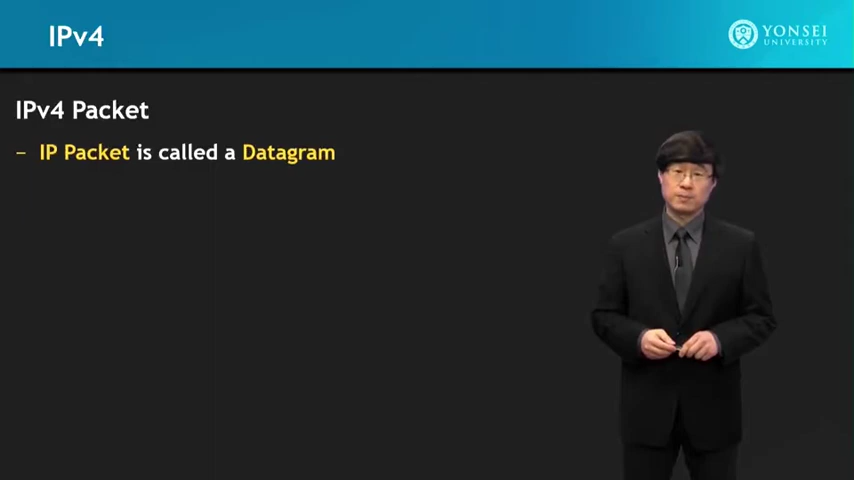 IPv4
YONSEI
UNIVERSITY
IPv4 Packet
– IP Packet is called a Datagram